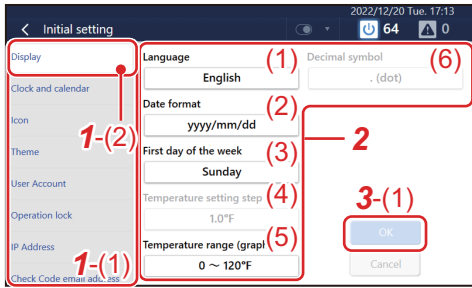 2022/12/20 Tue. 17:13
Initial setting
64
0
Display
Clock and calendar
Icon
Theme
User Account
Operation lock
IP Address
Check Code email address
1-(2)
1-(1)
Language
(1)
English
Date format
(2)
yyyy/mm/dd
First day of the week
(3)
Sunday
Temperature setting step
(4)
1.0°F
Temperature range (grap
(5)
0 ~ 120°F
Decimal symbol
(6)
. (dot)
2
3-(1)
OK
Cancel